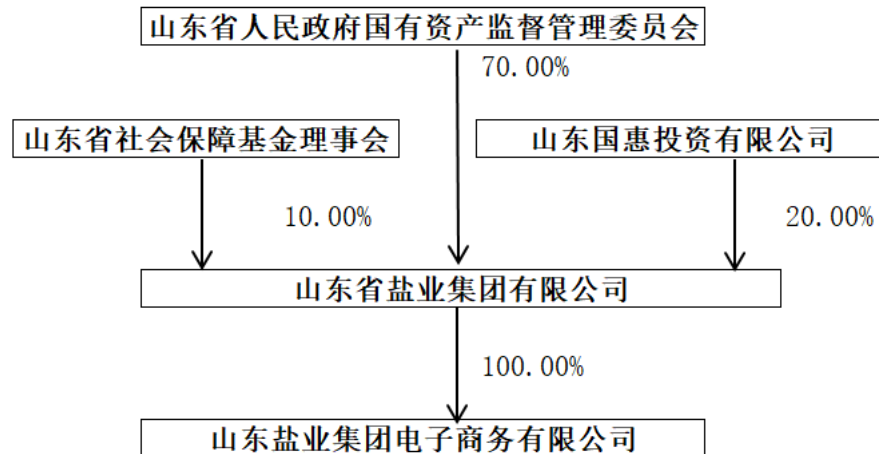 山东省人民政府国有资产监督管理委员会
70.00%
山东省社会保障基金理事会
山东国惠投资有限公司
10.00%
20.00%
山东省盐业集团有限公司
100.00%
山东盐业集团电子商务有限公司